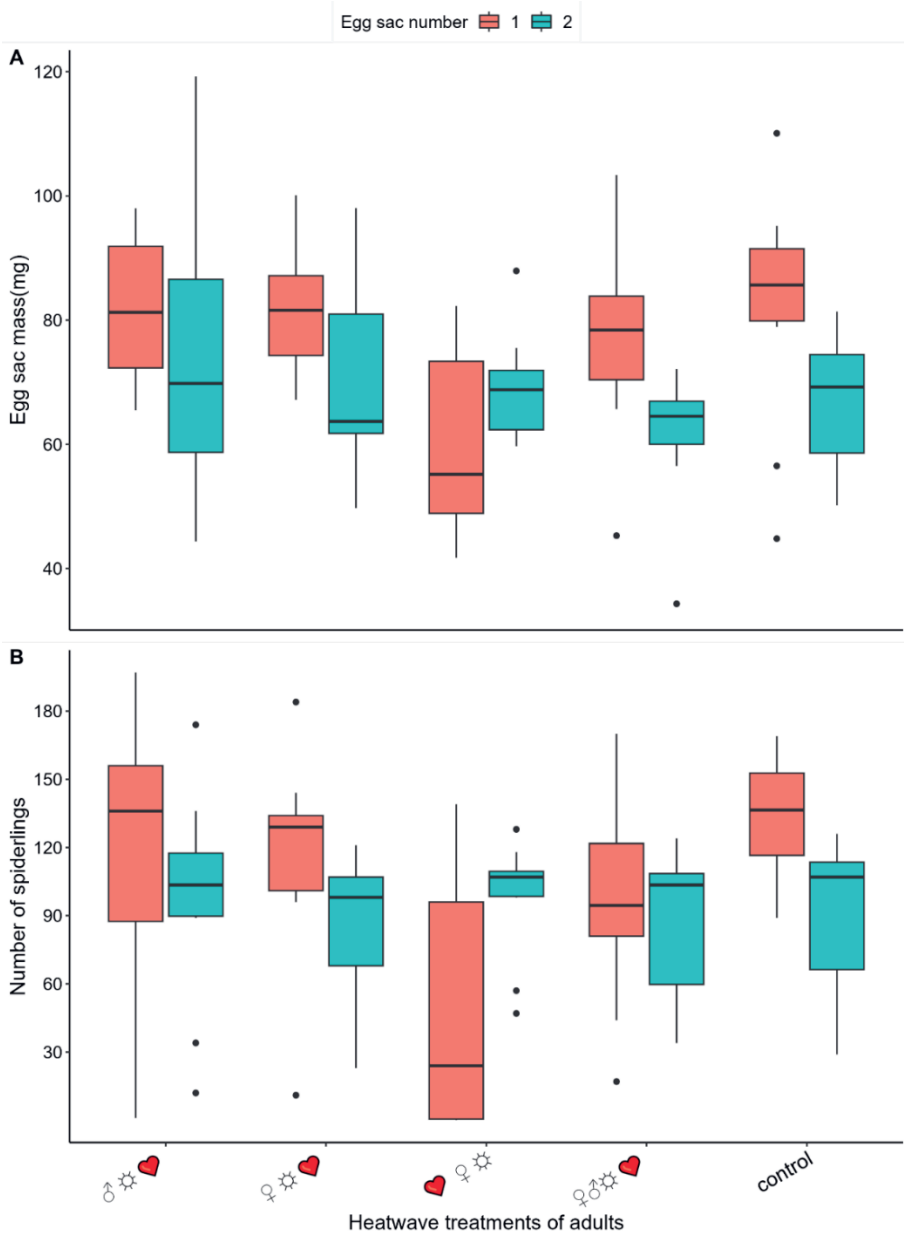 Egg sac number 1 2
A
120
100
80
60
40
Egg sac mass(mg)
B
180
150
120
90
60
30
Number of spiderlings
♂☼❤
♀☼❤
❤ ♀☼
♀♂☼❤
control
Heatwave treatments of adults